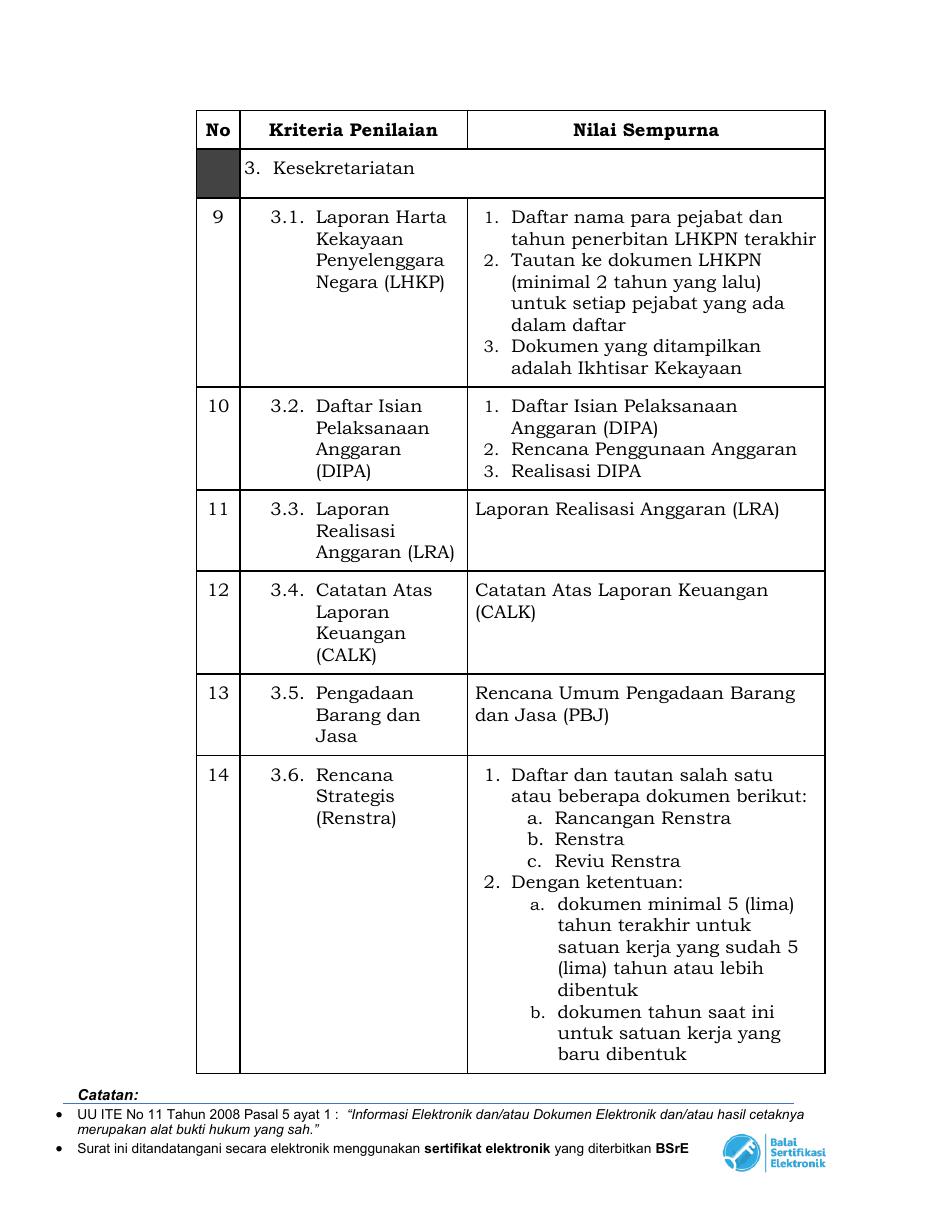 No Kriteria Penilaian Nilai Sempurna
3. Kesekretariatan
9 3.1. Laporan Harta
Kekayaan
Penyelenggara
Negara (LHKP)
1. Daftar nama para pejabat dan
tahun penerbitan LHKPN terakhir
2. Tautan ke dokumen LHKPN
(minimal 2 tahun yang lalu)
untuk setiap pejabat yang ada
dalam daftar
3. Dokumen yang ditampilkan
adalah Ikhtisar Kekayaan
10 3.2. Daftar Isian
Pelaksanaan
Anggaran
(DIPA)
1. Daftar Isian Pelaksanaan
Anggaran (DIPA)
2. Rencana Penggunaan Anggaran
3. Realisasi DIPA
11 3.3. Laporan
Realisasi
Anggaran (LRA)
Laporan Realisasi Anggaran (LRA)
12 3.4. Catatan Atas
Laporan
Keuangan
(CALK)
Catatan Atas Laporan Keuangan
(CALK)
13 3.5. Pengadaan
Barang dan
Jasa
Rencana Umum Pengadaan Barang
dan Jasa (PBJ)
14 3.6. Rencana
Strategis
(Renstra)
1. Daftar dan tautan salah satu
atau beberapa dokumen berikut:
a. Rancangan Renstra
b. Renstra
c. Reviu Renstra
2. Dengan ketentuan:
a. dokumen minimal 5 (lima)
tahun terakhir untuk
satuan kerja yang sudah 5
(lima) tahun atau lebih
dibentuk
b. dokumen tahun saat ini
untuk satuan kerja yang
baru dibentuk
Catatan:
• UU ITE No 11 Tahun 2008 Pasal 5 ayat 1 : “Informasi Elektronik dan/atau Dokumen Elektronik dan/atau hasil cetaknya
merupakan alat bukti hukum yang sah.”
• Surat ini ditandatangani secara elektronik menggunakan sertifikat elektronik yang diterbitkan BSrE
Balai
Sertifikasi
Elektronik